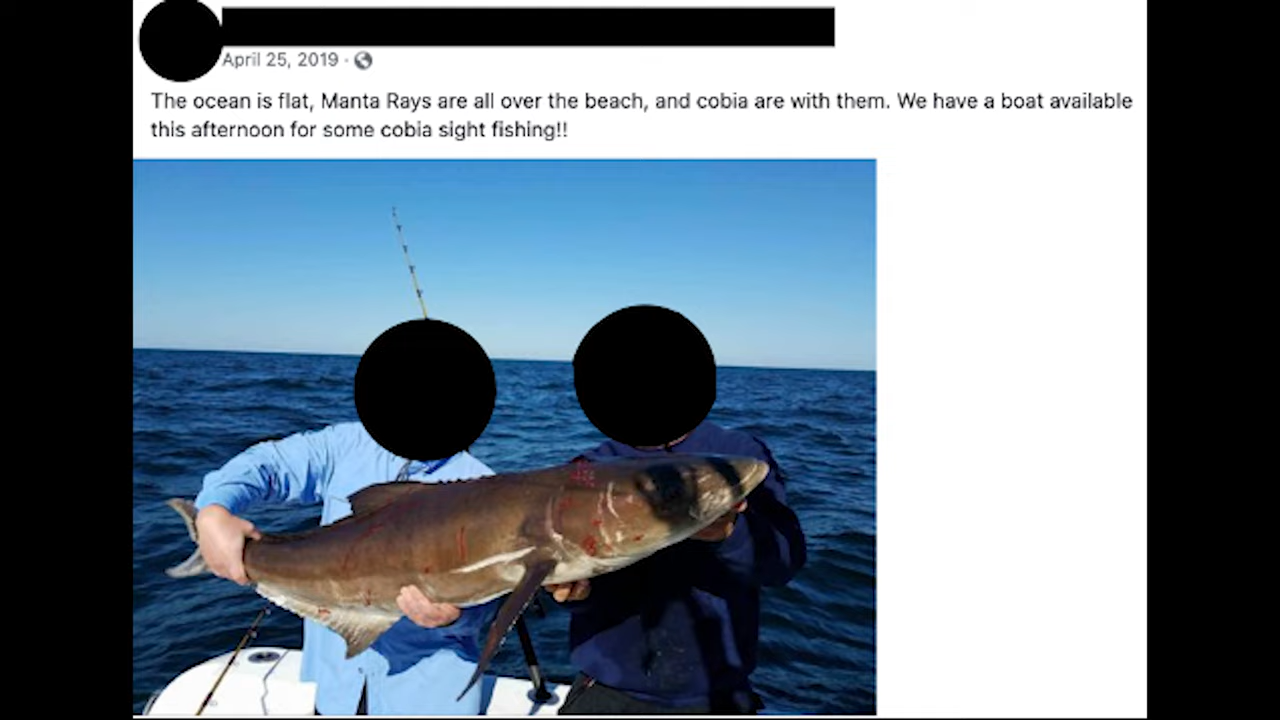 April 25, 2019 ·
The ocean is flat, Manta Rays are all over the beach, and cobia are with them. We have a boat available
this afternoon for some cobia sight fishing!!